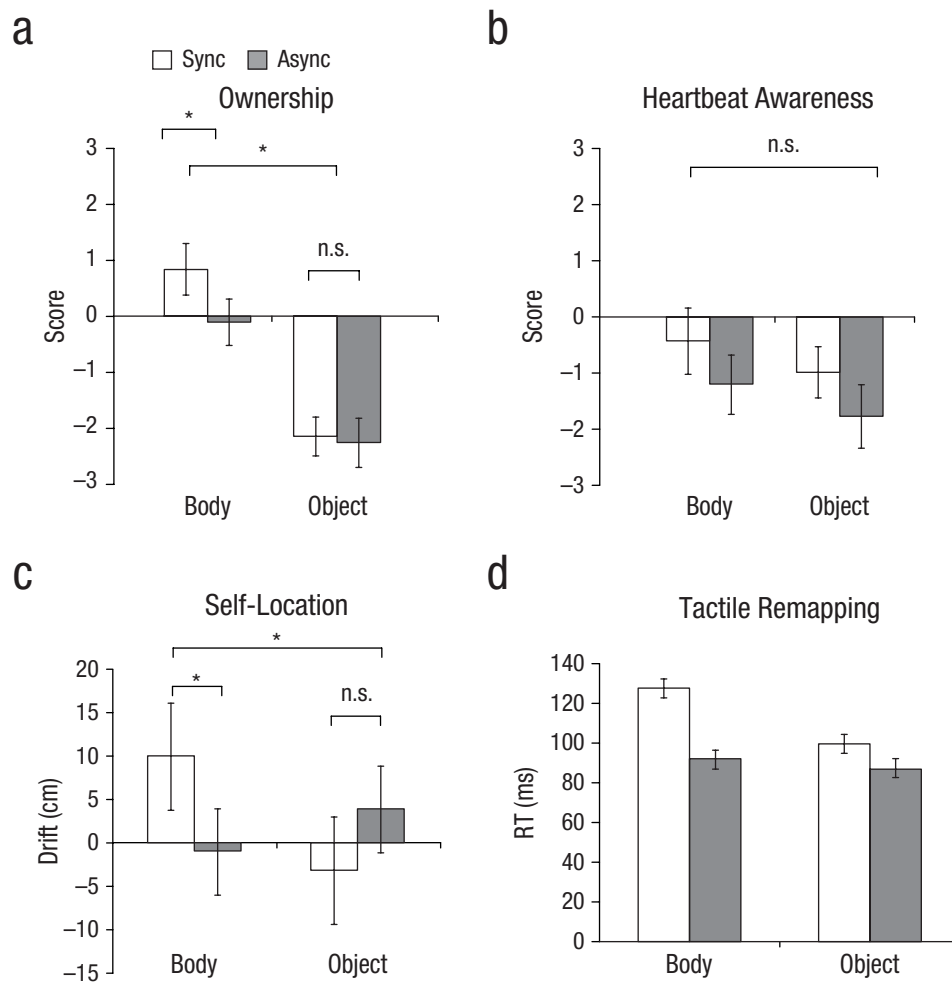 a
Sync Async
Ownership
*
*
n.s.
3
2
1
0
–1
–2
–3
Score
Body Object
b
Heartbeat Awareness
n.s.
3
2
1
0
–1
–2
–3
Score
Body Object
c
Self-Location
*
*
n.s.
20
15
10
5
0
–5
–10
–15
Drift (cm)
Body Object
d
Tactile Remapping
140
120
100
80
60
40
20
0
RT (ms)
Body Object